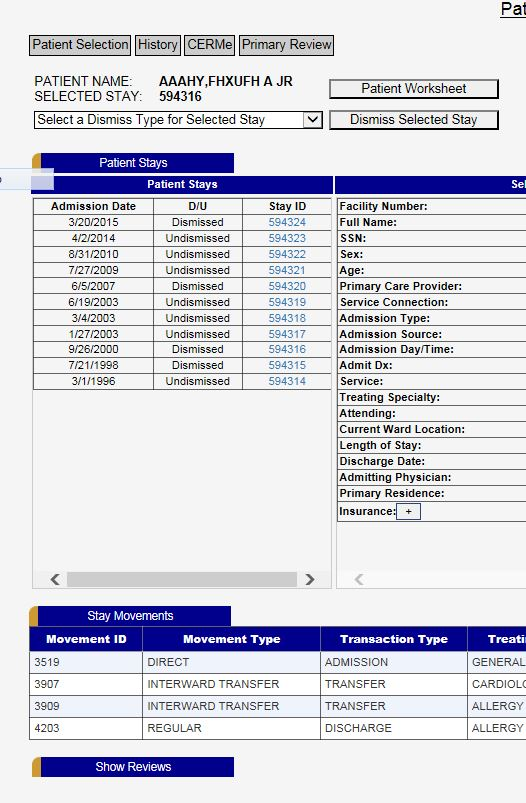 Patient Selection History CERMe Primary Review
PATIENT NAME: AAAHY,FHXUFH A JR
SELECTED STAY: 594316
Patient Worksheet
Select a Dismiss Type for Selected Stay
Dismiss Selected Stay
Patient Stays
Patient Stays
Admission Date D/U Stay ID
3/20/2015 Dismissed 594324
4/2/2014 Undismissed 594323
8/31/2010 Undismissed 594322
7/27/2009 Undismissed 594321
6/5/2007 Dismissed 594320
6/19/2003 Undismissed 594319
3/4/2003 Undismissed 594318
1/27/2003 Undismissed 594317
9/26/2000 Dismissed 594316
7/21/1998 Dismissed 594315
3/1/1996 Undismissed 594314
Facility Number:
Full Name:
SSN:
Sex:
Age:
Primary Care Provider:
Service Connection:
Admission Type:
Admission Source:
Admission Day/Time:
Admit Dx:
Service:
Treating Specialty:
Attending:
Current Ward Location:
Length of Stay:
Discharge Date:
Admitting Physician:
Primary Residence:
Insurance: +
Stay Movements
Movement ID Movement Type Transaction Type Treati
3519 DIRECT ADMISSION GENERAL
3907 INTERWARD TRANSFER TRANSFER CARDIOLO
3909 INTERWARD TRANSFER TRANSFER ALLERGY
4203 REGULAR DISCHARGE ALLERGY
Show Reviews